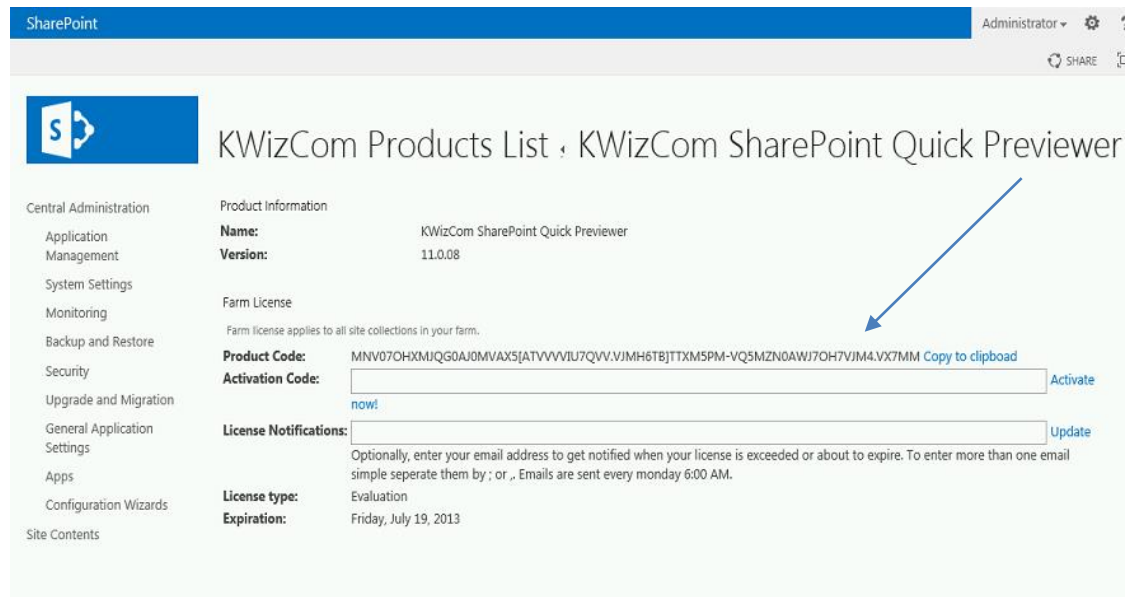 SharePoint
Administrator
?
SHARE
S
KWizCom Products List KWizCom SharePoint Quick Previewer
Central Administration
Application
Management
System Settings
Monitoring
Backup and Restore
Security
Upgrade and Migration
General Application
Settings
Apps
Configuration Wizards
Site Contents
Product Information
Name: KWizCom SharePoint Quick Previewer
Version: 11.0.08
Farm License
Farm license applies to all site collections in your farm.
Product Code: MNV07OHXMJQG0AJ0MVAX5[ATVVVVIU7QVV.VJMH6TB]TTXM5PM-VQ5MZN0AWJ7OH7VJM4.VX7MM Copy to clipboad
Activation Code: Activate
now!
License Notifications: Update
Optionally, enter your email address to get notified when your license is exceeded or about to expire. To enter more than one email
simple seperate them by ; or ,. Emails are sent every monday 6:00 AM.
License type: Evaluation
Expiration: Friday, July 19, 2013